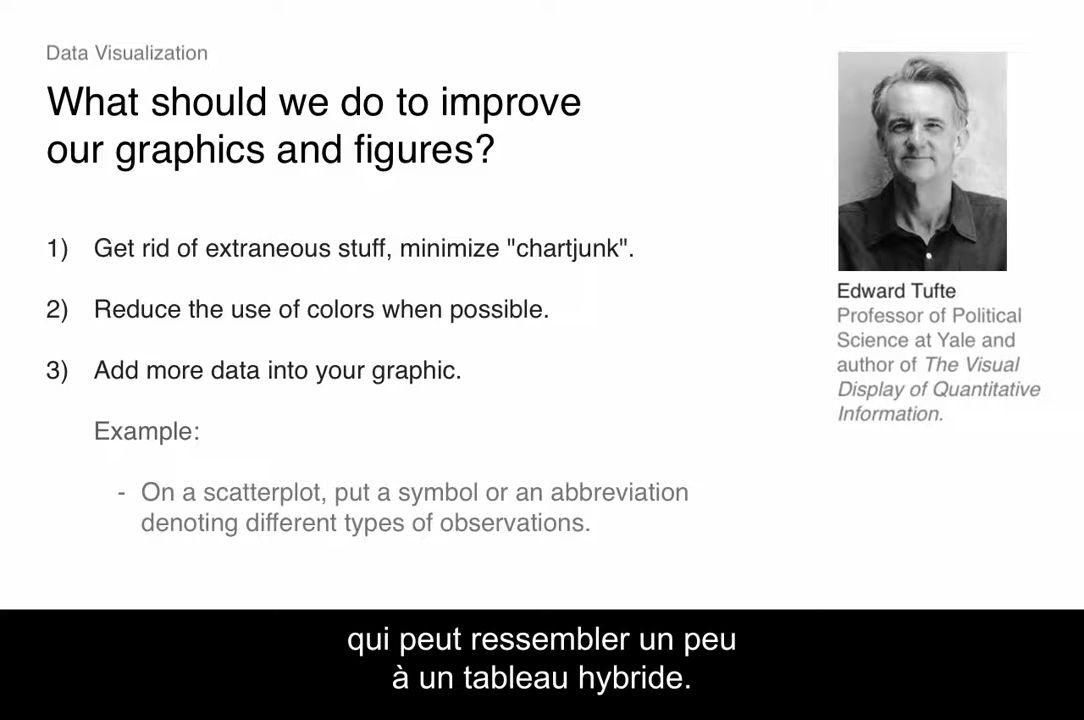 Data Visualization
What should we do to improve
our graphics and figures?
1) Get rid of extraneous stuff, minimize "chartjunk".
2) Reduce the use of colors when possible.
3) Add more data into your graphic.
Example:
- On a scatterplot, put a symbol or an abbreviation
denoting different types of observations.
Edward Tufte
Professor of Political
Science at Yale and
author of The Visual
Display of Quantitative
Information.
qui peut ressembler un peu
à un tableau hybride.